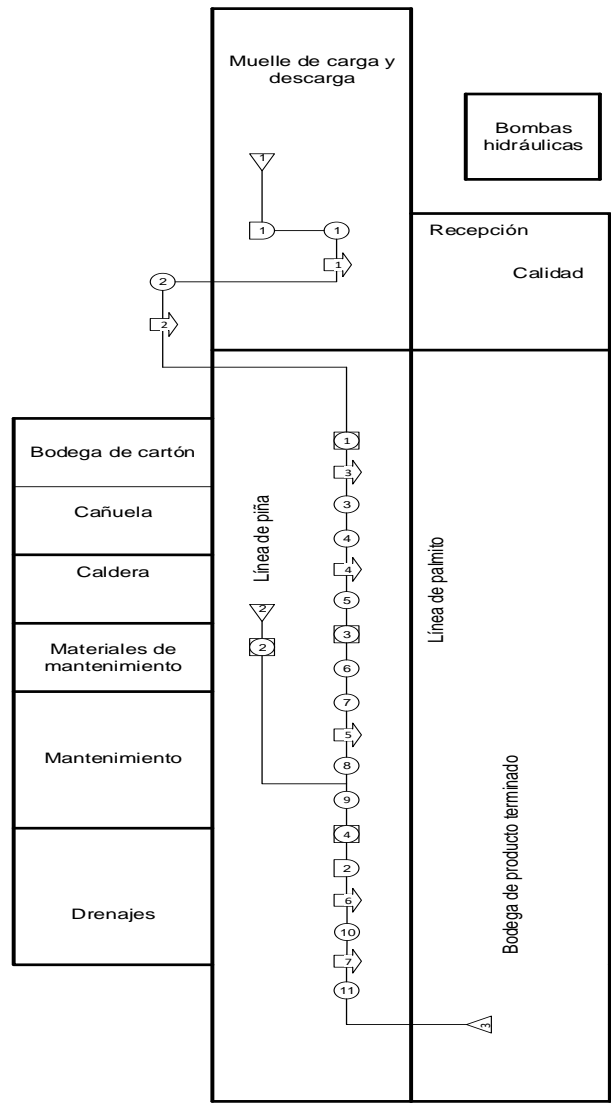 Muelle de carga y
descarga
Bombas
hidráulicas
1
1
1
Recepción
1
Calidad
2
2
Bodega de cartón
1
3
Cañuela
Línea de piña
3
4
Caldera
4
5
Línea de palmito
2
3
Materiales de
mantenimiento
2
6
7
5
Mantenimiento
8
9
4
2
Drenajes
6
Bodega de producto terminado
10
7
11
3